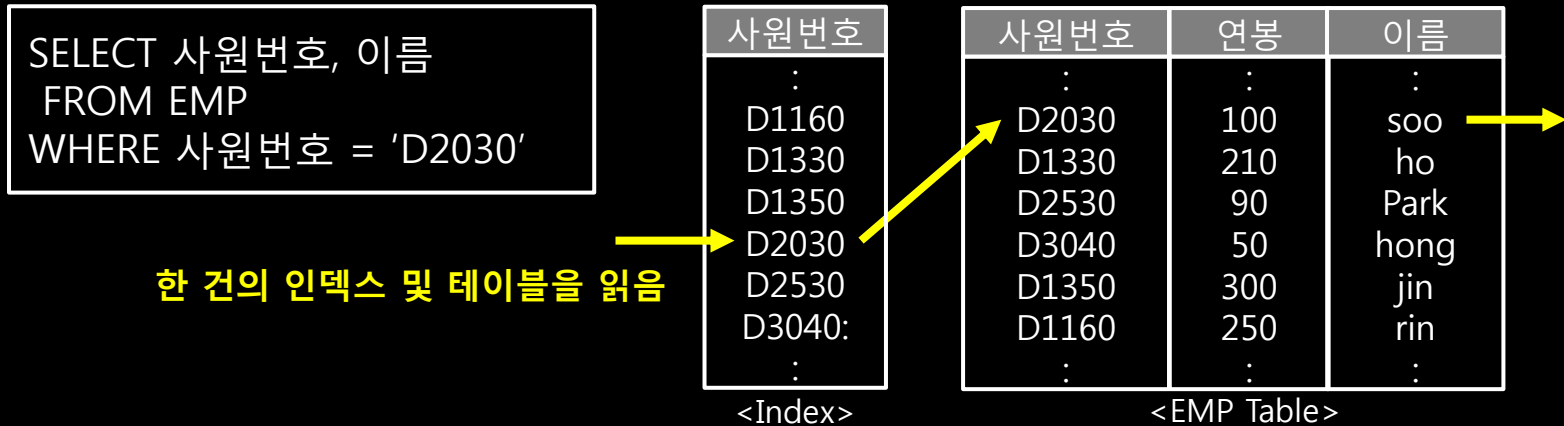 SELECT 사원번호, 이름
FROM EMP
WHERE 사원번호 = ‘D2030’
한 건의 인덱스 및 테이블을 읽음
사원번호
:
D1160
D1330
D1350
D2030
D2530
D3040:
:
<Index>
사원번호 연봉 이름
: : :
D2030 100 soo
D1330 210 ho
D2530 90 Park
D3040 50 hong
D1350 300 jin
D1160 250 rin
: : :
<EMP Table>